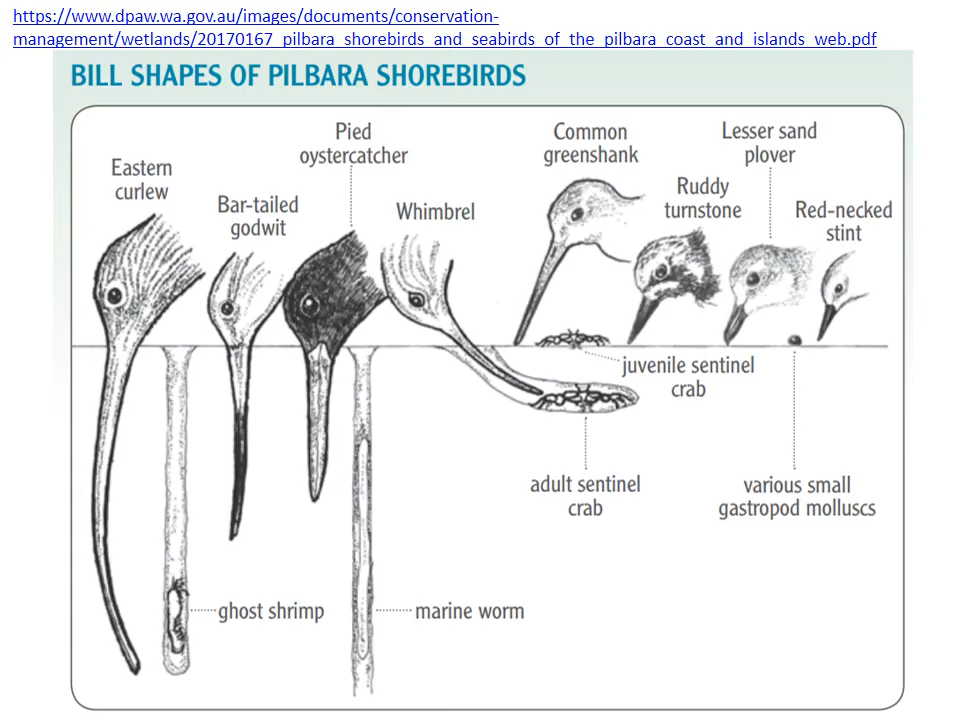 https://www.dpaw.wa.gov.au/images/documents/conservation-
management/wetlands/20170167_pilbara_shorebirds_and_seabirds_of_the_pilbara_coast_and_islands_web.pdf
BILL SHAPES OF PILBARA SHOREBIRDS
Eastern
curlew
Bar-tailed
godwit
Pied
oystercatcher
Whimbrel
Common
greenshank
Ruddy
turnstone
Lesser sand
plover
Red-necked
stint
juvenile sentinel
crab
adult sentinel
crab
various small
gastropod molluscs
ghost shrimp
marine worm